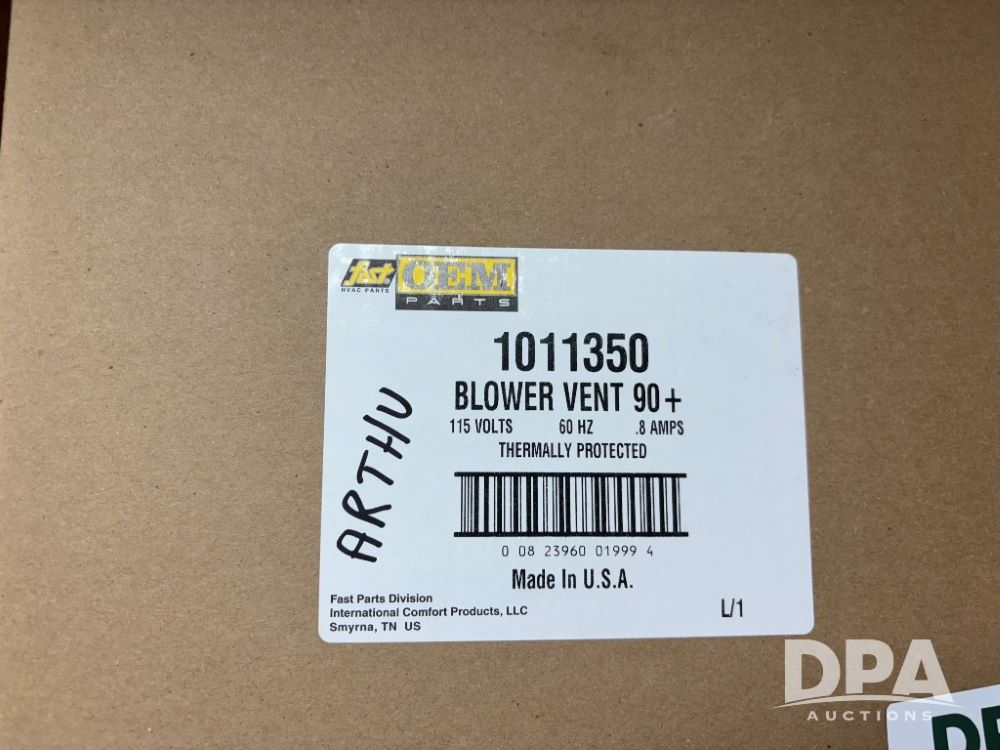 fast. OEM
HVAC PARTS
PARTS
1011350
BLOWER VENT 90+
115 VOLTS 60 HZ .8 AMPS
THERMALLY PROTECTED
ARTHU
0 08 23960 01999 4
Made In U.S.A.
Fast Parts Division
International Comfort Products, LLC
Smyrna, TN US
L/1
DPA
AUCTIONS